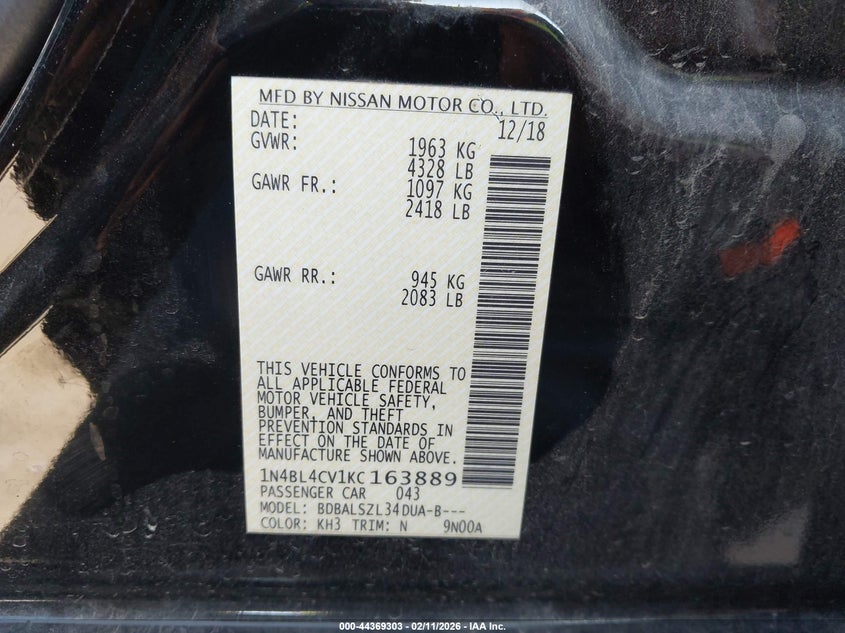 MFD BY NISSAN MOTOR CO., LTD.
DATE: 12/18
GVWR: 1963 KG
4328 LB
GAWR FR.: 1097 KG
2418 LB
GAWR RR.: 945 KG
2083 LB
THIS VEHICLE CONFORMS TO
ALL APPLICABLE FEDERAL
MOTOR VEHICLE SAFETY,
BUMPER, AND THEFT
PREVENTION STANDARDS IN
EFFECT ON THE DATE OF
MANUFACTURE SHOWN ABOVE.
1N4BL4CV1KC163889
PASSENGER CAR 043
MODEL: BDBALSZL34DUA-B---
COLOR: KH3 TRIM: N 9N00A
000-44369303 - 02/11/2026 - IAA Inc.